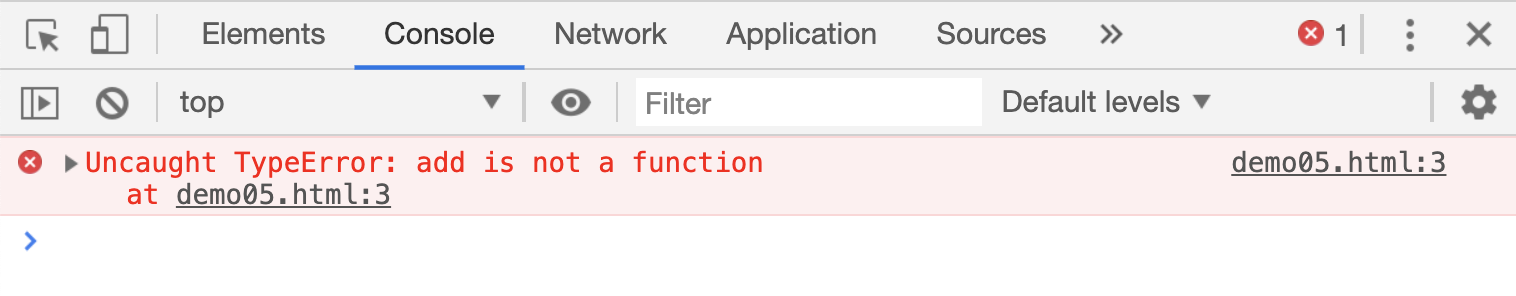 Elements Console Network Application Sources » 1
top Filter Default levels
Uncaught TypeError: add is not a function demo05.html:3
at demo05.html:3